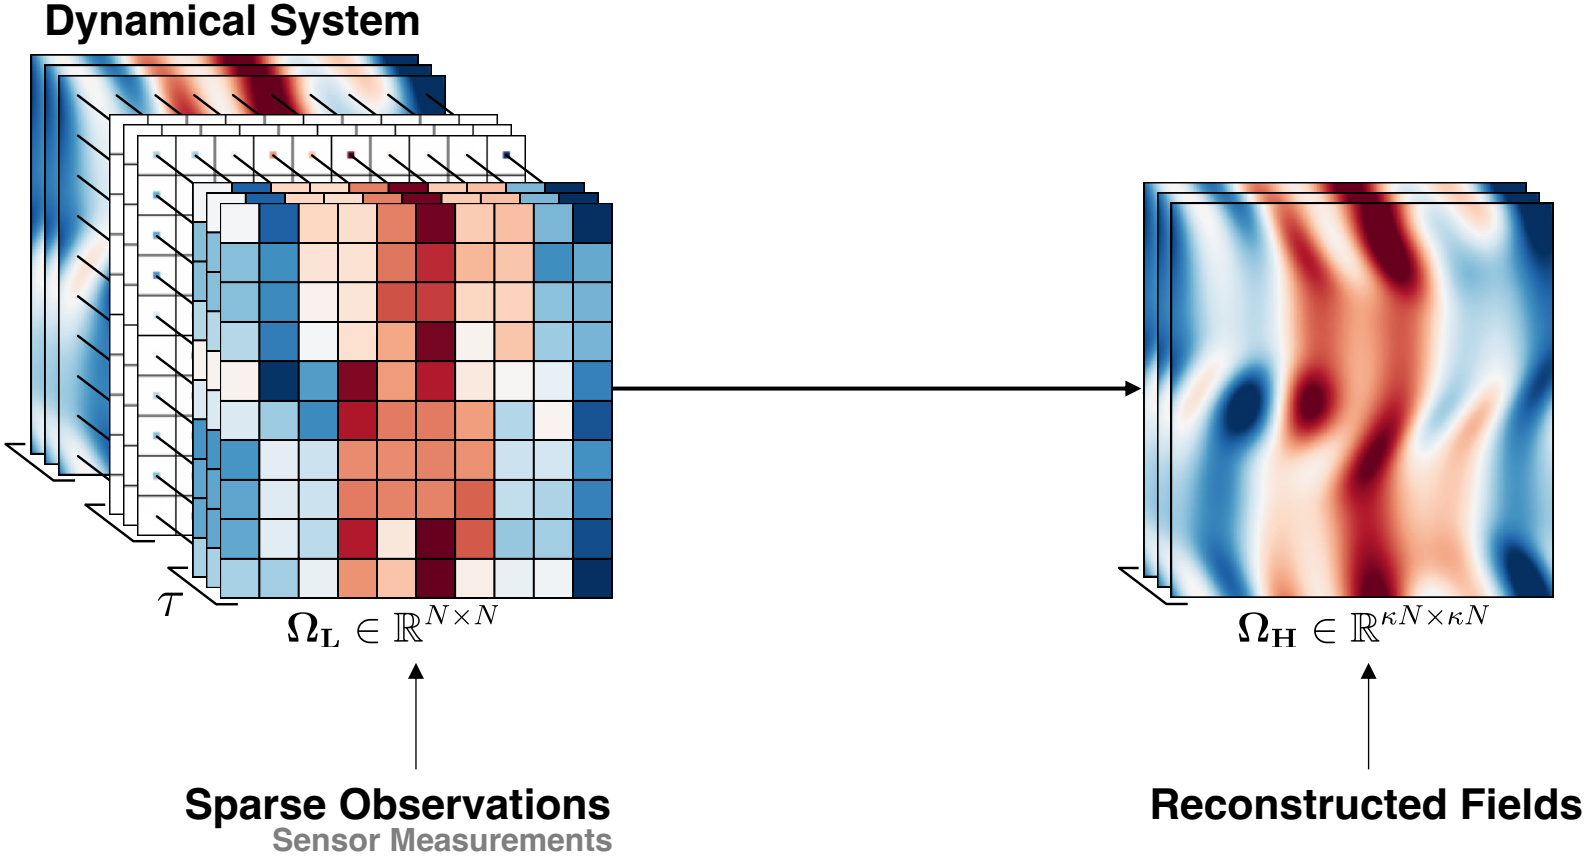 Dynamical System
τ
Ω_L ∈ ℝ^{N×N}
Ω_H ∈ ℝ^{κN×κN}
Sparse Observations
Sensor Measurements
Reconstructed Fields